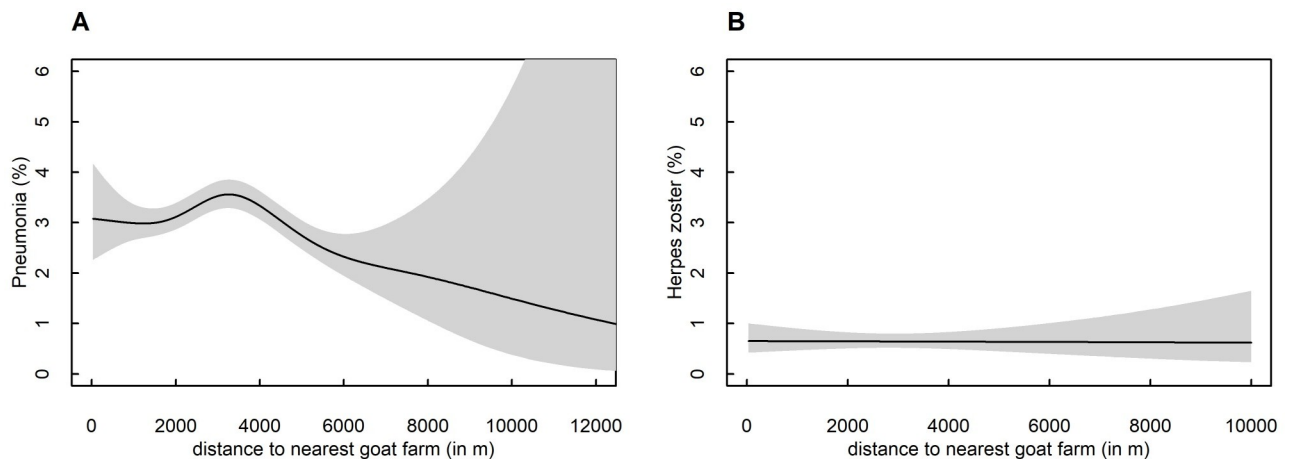 A
Pneumonia (%)
6
5
4
3
2
1
0
0 2000 4000 6000 8000 10000 12000
distance to nearest goat farm (in m)
B
Herpes zoster (%)
6
5
4
3
2
1
0
0 2000 4000 6000 8000 10000
distance to nearest goat farm (in m)